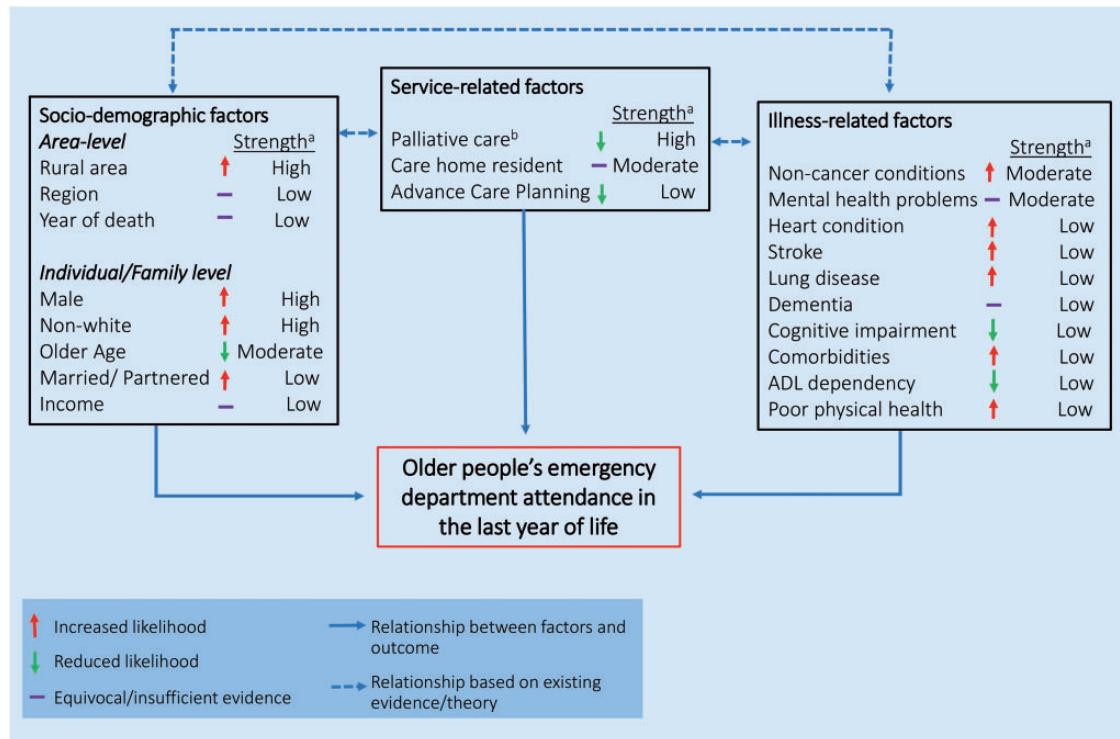 Socio-demographic factors
Area-level
Strengthª
Rural area High
Region Low
Year of death Low
Individual/Family level
Male High
Non-white High
Older Age Moderate
Married/ Partnered Low
Income Low
Service-related factors
Strengthª
Palliative careᵇ High
Care home resident Moderate
Advance Care Planning Low
Illness-related factors
Strengthª
Non-cancer conditions Moderate
Mental health problems Moderate
Heart condition Low
Stroke Low
Lung disease Low
Dementia Low
Cognitive impairment Low
Comorbidities Low
ADL dependency Low
Poor physical health Low
Older people’s emergency
department attendance in
the last year of life
Increased likelihood
Reduced likelihood
Equivocal/insufficient evidence
Relationship between factors and
outcome
Relationship based on existing
evidence/theory